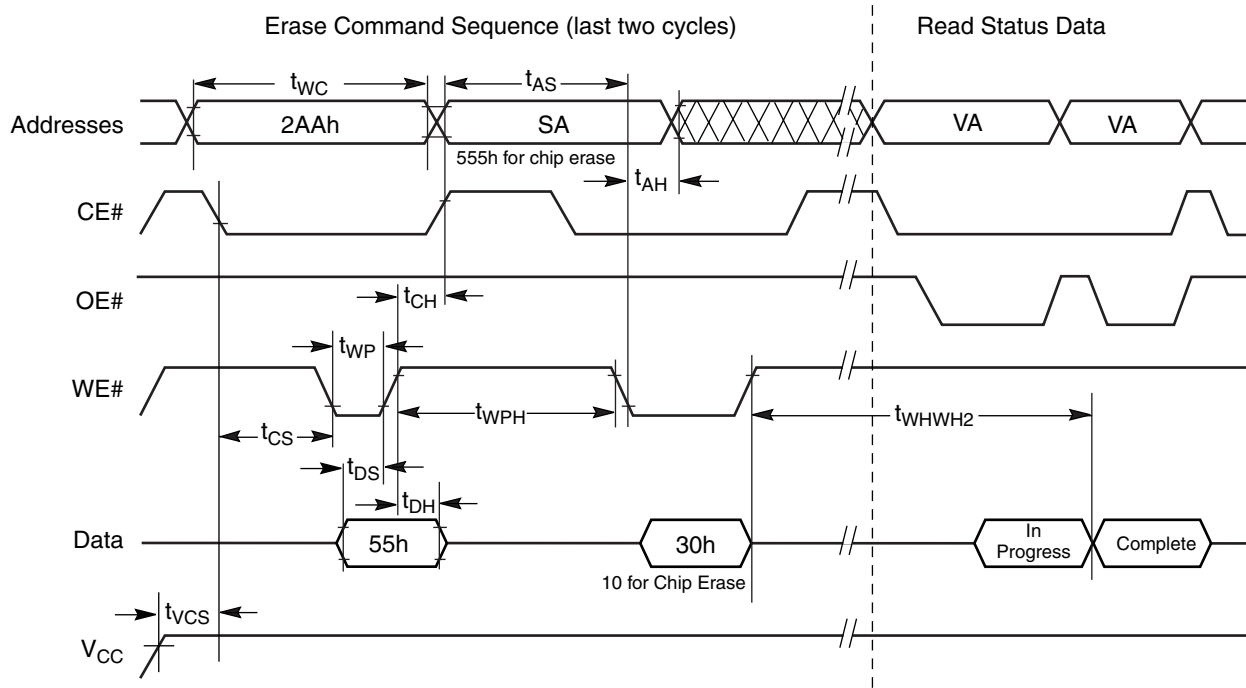 Erase Command Sequence (last two cycles)
Read Status Data
tWC
tAS
Addresses
2AAh
SA
VA
VA
555h for chip erase
tAH
CE#
OE#
tCH
tWP
WE#
tWPH
tWHWH2
tCS
tDS
tDH
Data
55h
30h
In
Progress
Complete
10 for Chip Erase
tVCS
VCC